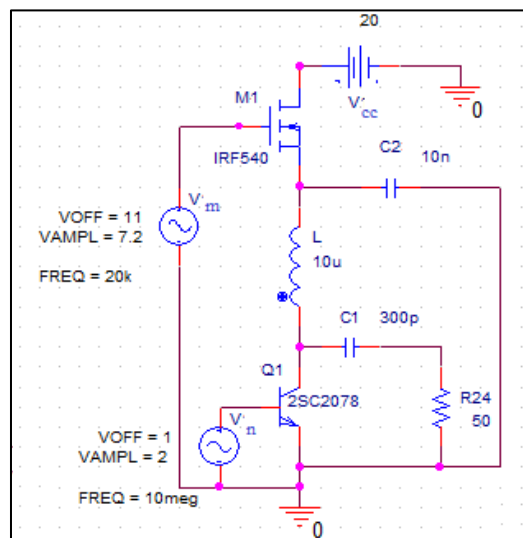 20
M1
V'cc
0
IRF540
C2
10n
VOFF = 11
V'm
VAMPL = 7.2
FREQ = 20k
L
10u
C1
300p
Q1
2SC2078
R24
50
VOFF = 1
V'n
VAMPL = 2
FREQ = 10meg
0